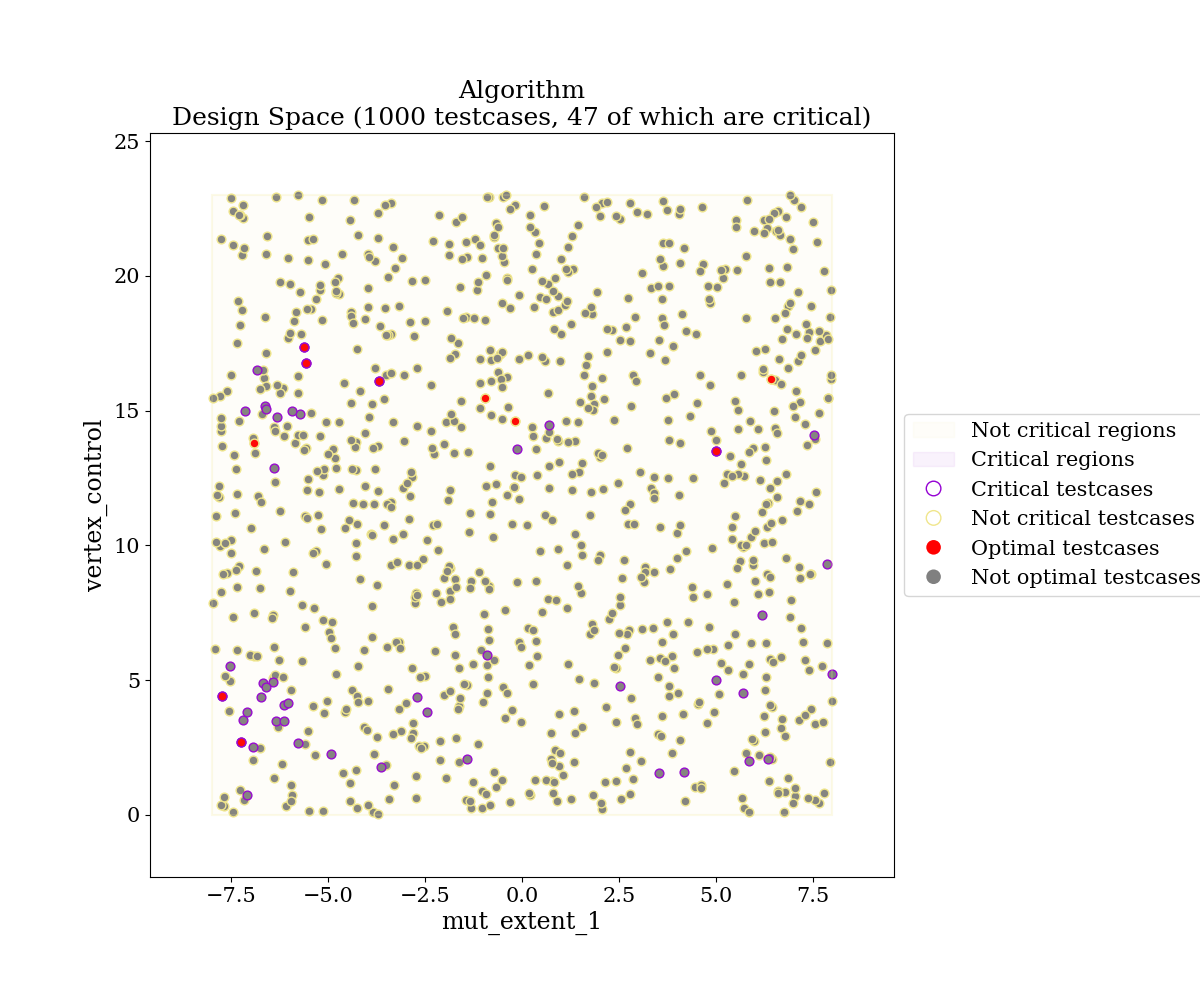 Algorithm
Design Space (1000 testcases, 47 of which are critical)
25
20
15
10
5
0
vertex_control
−7.5
−5.0
−2.5
0.0
2.5
5.0
7.5
mut_extent_1
Not critical regions
Critical regions
Critical testcases
Not critical testcases
Optimal testcases
Not optimal testcases